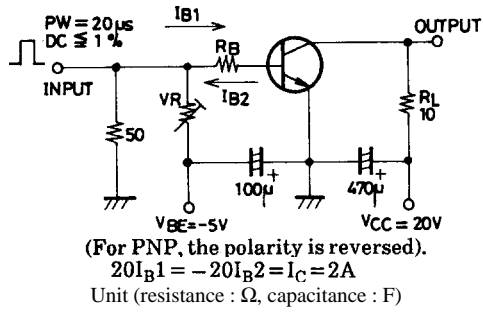 PW=20μs
DC≦1%
INPUT
IB1
RB
IB2
VR
50
OUTPUT
RL
10
100μ
+
470μ
+
VBE=-5V
VCC=20V
(For PNP, the polarity is reversed).
20IB1=-20IB2=IC=2A
Unit (resistance : Ω, capacitance : F)